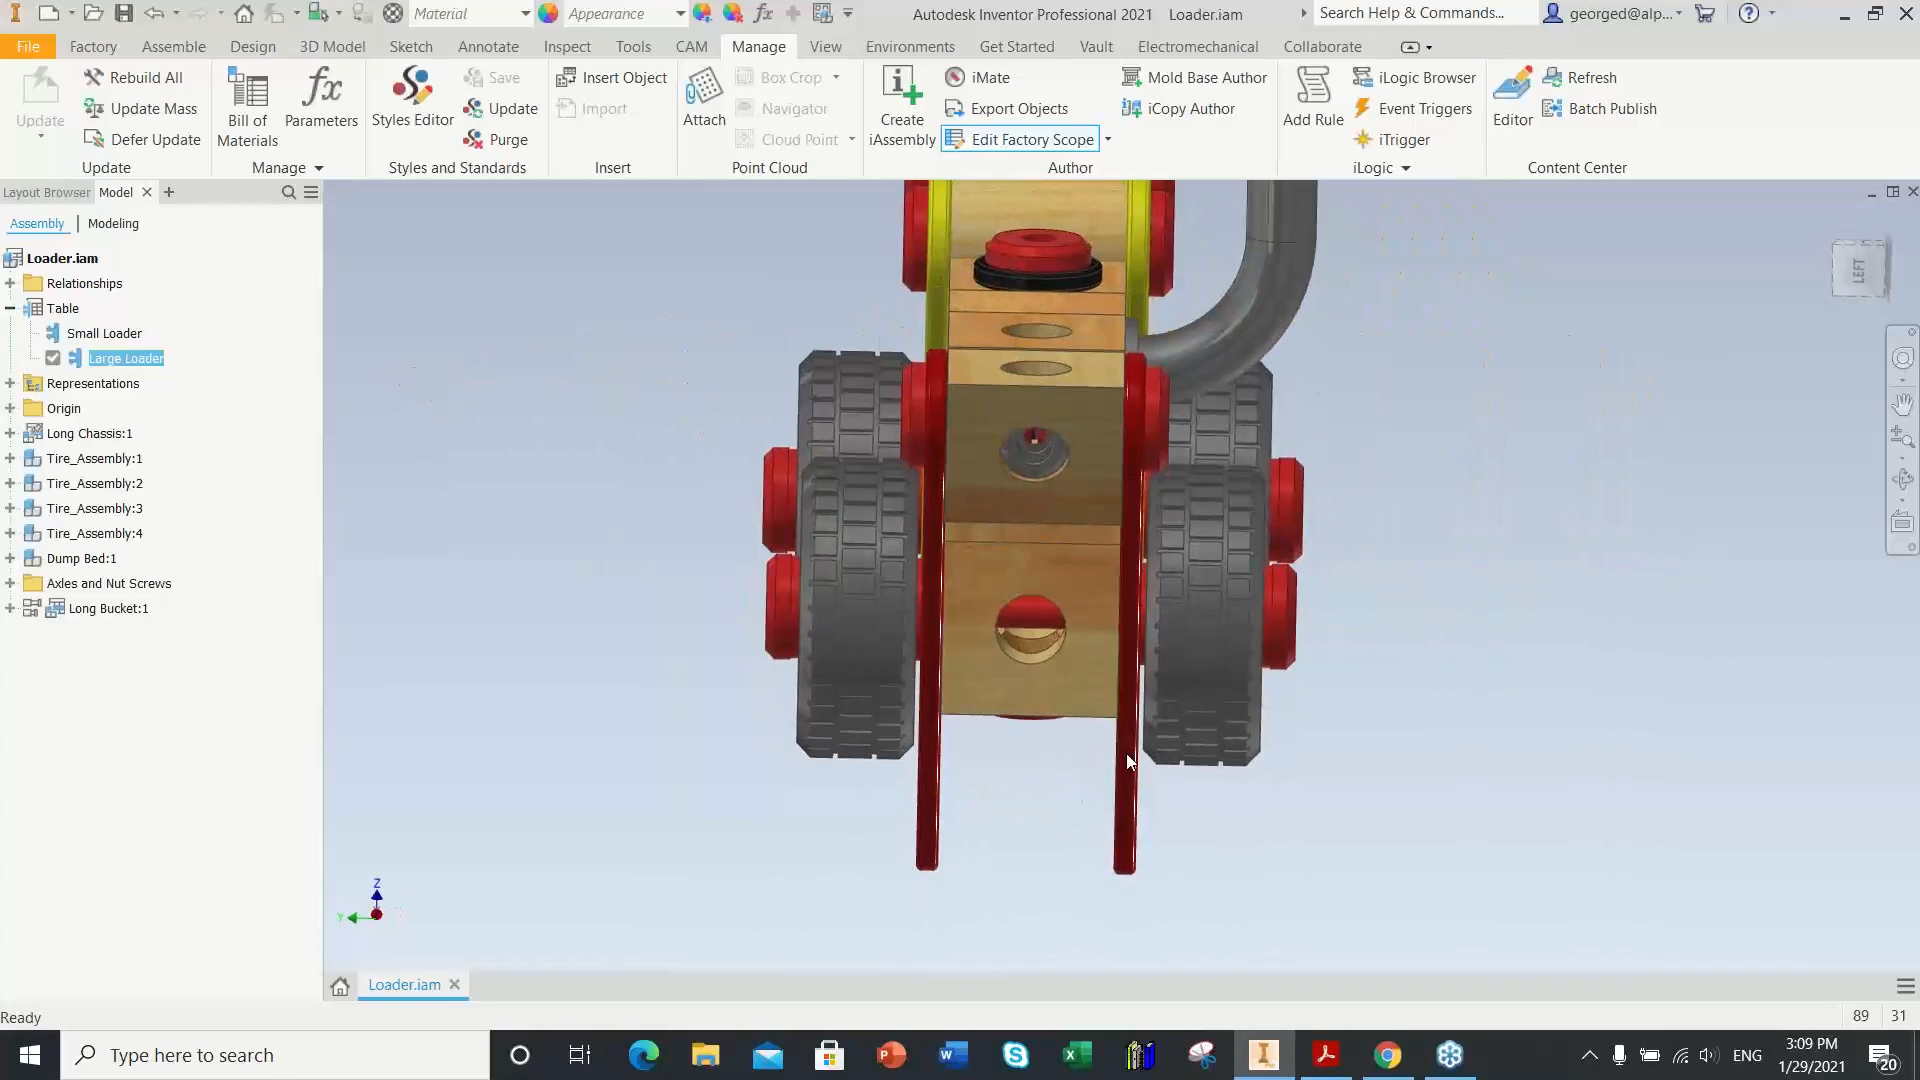 Material
Appearance
fx
Autodesk Inventor Professional 2021 Loader.iam
Search Help & Commands...
georged@alp...
File Factory Assemble Design 3D Model Sketch Annotate Inspect Tools CAM Manage View Environments Get Started Vault Electromechanical Collaborate
Update
Rebuild All
Update Mass
Defer Update
Update
Bill of
Materials
fx
Parameters
Manage
Styles Editor
Save
Update
Purge
Styles and Standards
Insert Object
Import
Insert
Attach
Box Crop
Navigator
Cloud Point
Point Cloud
Create
iAssembly
iMate
Export Objects
Edit Factory Scope
Mold Base Author
iCopy Author
Author
Add Rule
iLogic Browser
Event Triggers
iTrigger
iLogic
Editor
Refresh
Batch Publish
Content Center
Layout Browser Model
Assembly Modeling
Loader.iam
Relationships
Table
Small Loader
Large Loader
Representations
Origin
Long Chassis:1
Tire_Assembly:1
Tire_Assembly:2
Tire_Assembly:3
Tire_Assembly:4
Dump Bed:1
Axles and Nut Screws
Long Bucket:1
LEFT
Z
Y
Loader.iam
Ready
89 31
Type here to search
ENG
3:09 PM
1/29/2021
20